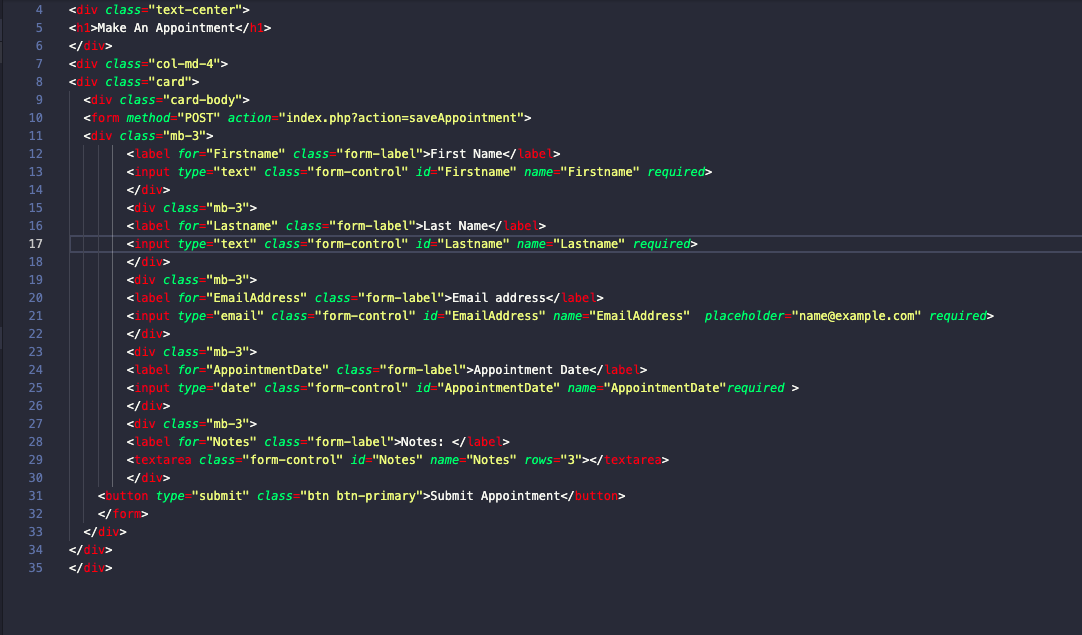 4 <div class="text-center">
5 <h1>Make An Appointment</h1>
6 </div>
7 <div class="col-md-4">
8 <div class="card">
9 <div class="card-body">
10 <form method="POST" action="index.php?action=saveAppointment">
11 <div class="mb-3">
12 <label for="Firstname" class="form-label">First Name</label>
13 <input type="text" class="form-control" id="Firstname" name="Firstname" required>
14 </div>
15 <div class="mb-3">
16 <label for="Lastname" class="form-label">Last Name</label>
17 <input type="text" class="form-control" id="Lastname" name="Lastname" required>
18 </div>
19 <div class="mb-3">
20 <label for="EmailAddress" class="form-label">Email address</label>
21 <input type="email" class="form-control" id="EmailAddress" name="EmailAddress"  placeholder="name@example.com" required>
22 </div>
23 <div class="mb-3">
24 <label for="AppointmentDate" class="form-label">Appointment Date</label>
25 <input type="date" class="form-control" id="AppointmentDate" name="AppointmentDate"required >
26 </div>
27 <div class="mb-3">
28 <label for="Notes" class="form-label">Notes: </label>
29 <textarea class="form-control" id="Notes" name="Notes" rows="3"></textarea>
30 </div>
31 <button type="submit" class="btn btn-primary">Submit Appointment</button>
32 </form>
33 </div>
34 </div>
35 </div>